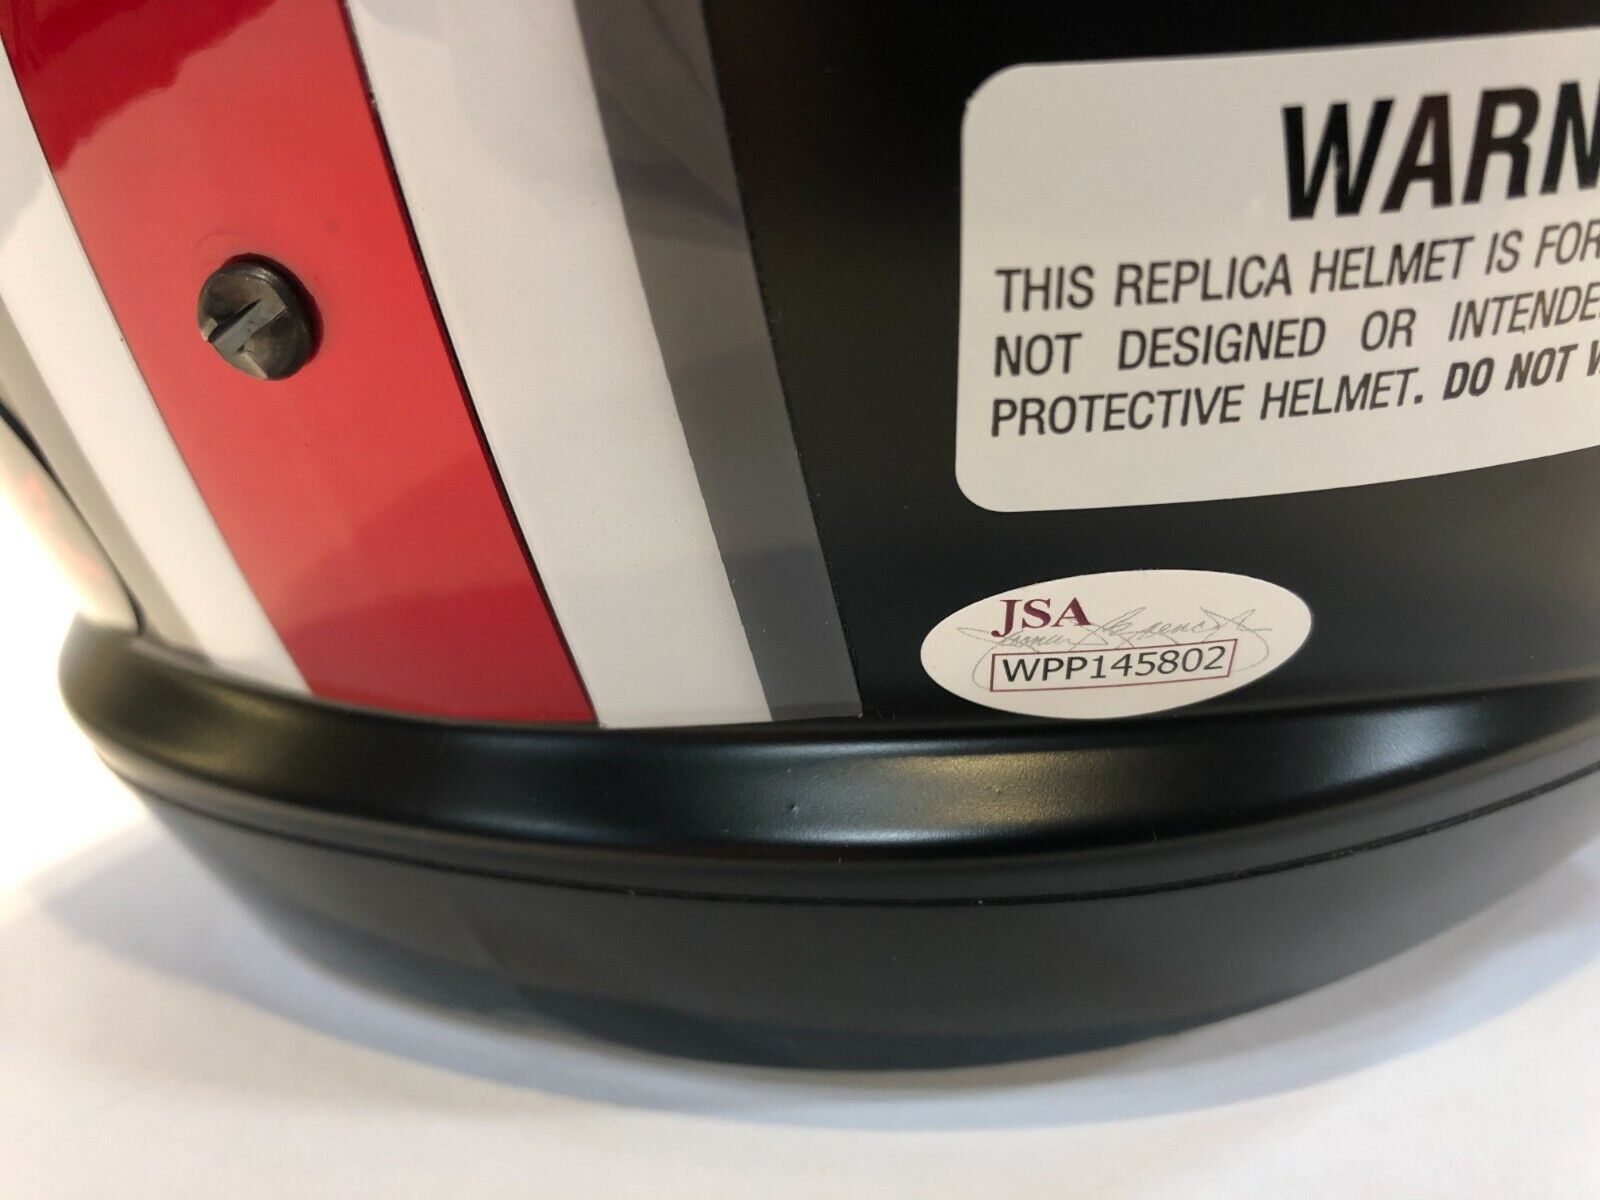 WARN
THIS REPLICA HELMET IS FOR
NOT DESIGNED OR INTENDE
PROTECTIVE HELMET. DO NOT W
JSA
WPP145802